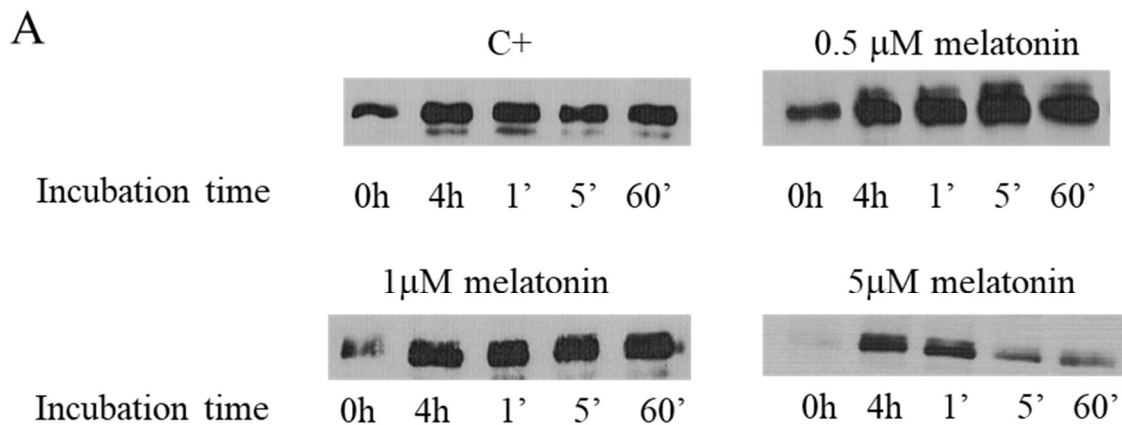 A
C+
0.5 μM melatonin
Incubation time 0h 4h 1’ 5’ 60’ 0h 4h 1’ 5’ 60’
1μM melatonin 5μM melatonin
Incubation time 0h 4h 1’ 5’ 60’ 0h 4h 1’ 5’ 60’